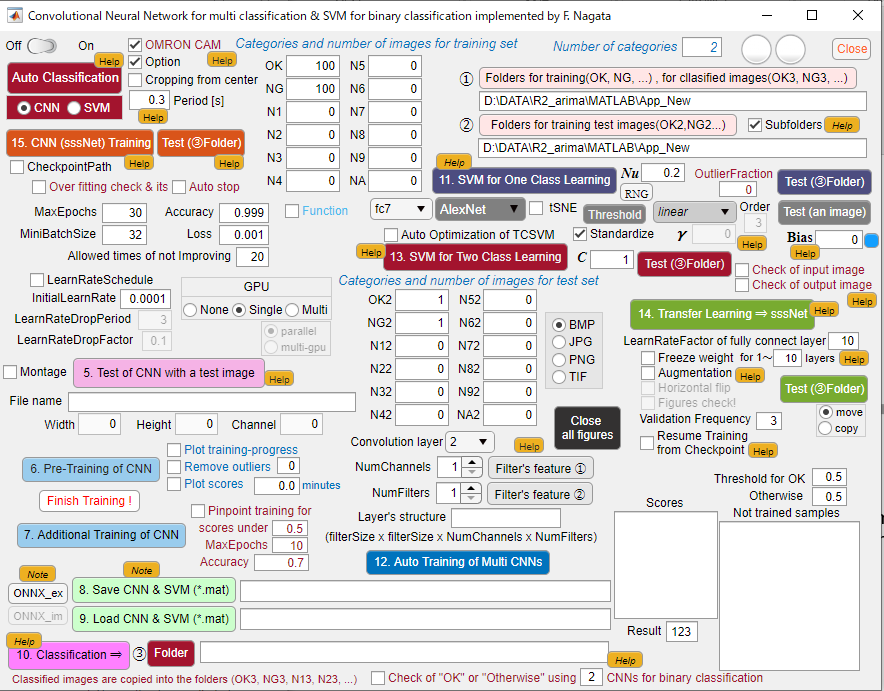 Convolutional Neural Network for multi classification & SVM for binary classification implemented by F. Nagata
Off On OMRON CAM Categories and number of images for training set Number of categories 2 Close
Help Option Help
Auto Classification Cropping from center
CNN SVM 0.3 Period [s]
Help
OK 100 N5 0
NG 100 N6 0
N1 0 N7 0
N2 0 N8 0
N3 0 N9 0
N4 0 NA 0
① Folders for training(OK, NG, ...) , for cllasified images(OK3, NG3, ...)
D:\DATA\R2_arima\MATLAB\App_New
② Folders for training test images(OK2,NG2...) Subfolders Help
D:\DATA\R2_arima\MATLAB\App_New
15. CNN (sssNet) Training Test (③Folder)
CheckpointPath Help Help
Over fitting check & its Auto stop
Help
11. SVM for One Class Learning Nu 0.2 OutlierFraction Test (③Folder)
RNG 0
fc7 AlexNet tSNE Threshold linear Order Test (an image)
3
Auto Optimization of TCSVM Standardize γ 0 Help Bias 0
Help 13. SVM for Two Class Learning C 1 Test (③Folder) Help
Check of input image
Check of output image
Help
MaxEpochs 30 Accuracy 0.999 Function
MiniBatchSize 32 Loss 0.001
Allowed times of not Improving 20
LearnRateSchedule
InitialLearnRate 0.0001
LearnRateDropPeriod 3
LearnRateDropFactor 0.1
GPU
None Single Multi
parallel
multi-gpu
Categories and number of images for test set
OK2 1 N52 0
NG2 1 N62 0
N12 0 N72 0
N22 0 N82 0
N32 0 N92 0
N42 0 NA2 0
BMP
JPG
PNG
TIF
14. Transfer Learning ⇒ sssNet Help
LearnRateFactor of fully connect layer 10
Freeze weight for 1～ 10 layers Help
Augmentation Help
Horizontal flip Test (③Folder)
Figures check!
Validation Frequency 3
move
copy
Resume Training
from Checkpoint Help
Montage 5. Test of CNN with a test image Help
File name
Width 0 Height 0 Channel 0
Close
all figures
Convolution layer 2 Help
NumChannels 1 Filter's feature ①
NumFilters 1 Filter's feature ②
Layer's structure
(filterSize x filterSize x NumChannels x NumFilters)
12. Auto Training of Multi CNNs
6. Pre-Training of CNN
Plot training-progress
Remove outliers 0
Plot scores 0.0 minutes
Finish Training !
7. Additional Training of CNN
Pinpoint training for
scores under 0.5
MaxEpochs 10
Accuracy 0.7
Threshold for OK 0.5
Otherwise 0.5
Scores Not trained samples
Note Note
ONNX_ex 8. Save CNN & SVM (*.mat)
ONNX_im 9. Load CNN & SVM (*.mat)
Result 123
Help
10. Classification ⇒ ③ Folder
Help
Classified images are copied into the folders (OK3, NG3, N13, N23, ...) Check of "OK" or "Otherwise" using 2 CNNs for binary classification